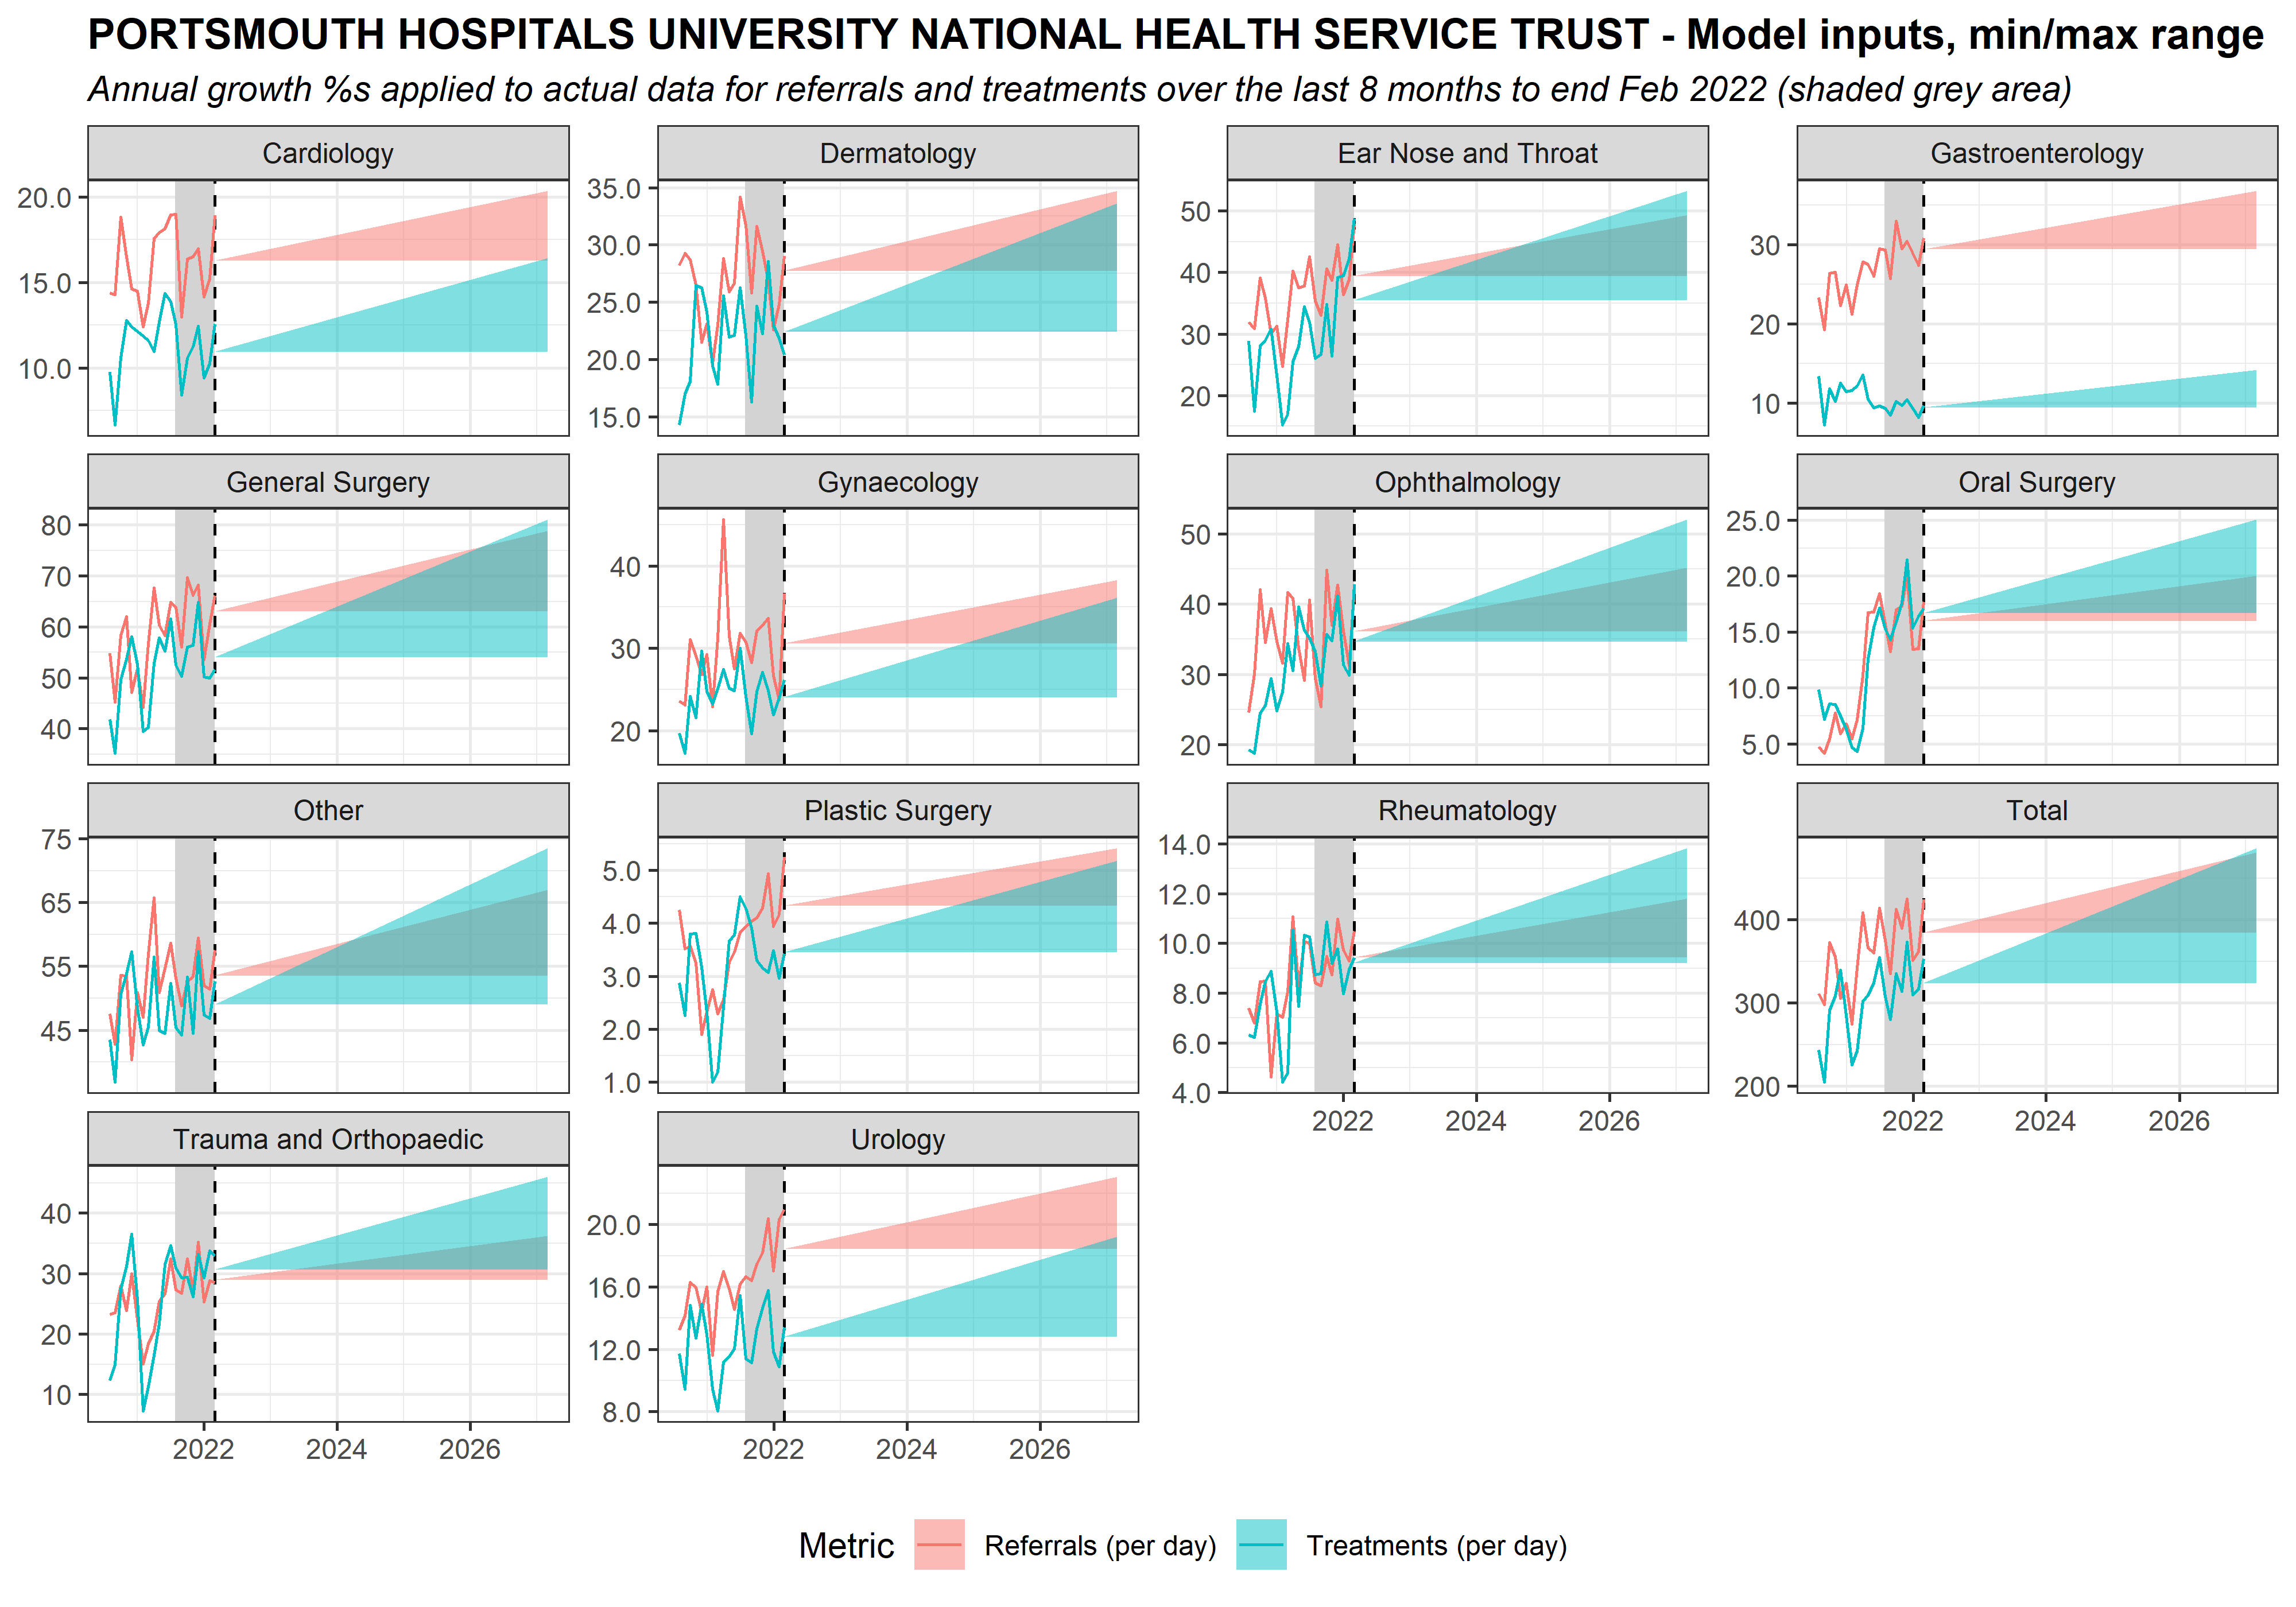 PORTSMOUTH HOSPITALS UNIVERSITY NATIONAL HEALTH SERVICE TRUST - Model inputs, min/max range
Annual growth %s applied to actual data for referrals and treatments over the last 8 months to end Feb 2022 (shaded grey area)
Cardiology
20.0
15.0
10.0
Dermatology
35.0
30.0
25.0
20.0
15.0
Ear Nose and Throat
50
40
30
20
Gastroenterology
30
20
10
General Surgery
80
70
60
50
40
Gynaecology
40
30
20
Ophthalmology
50
40
30
20
Oral Surgery
25.0
20.0
15.0
10.0
5.0
Other
75
65
55
45
Plastic Surgery
5.0
4.0
3.0
2.0
1.0
Rheumatology
14.0
12.0
10.0
8.0
6.0
4.0
2022 2024 2026
Total
400
300
200
2022 2024 2026
Trauma and Orthopaedic
40
30
20
10
2022 2024 2026
Urology
20.0
16.0
12.0
8.0
2022 2024 2026
Metric Referrals (per day) Treatments (per day)